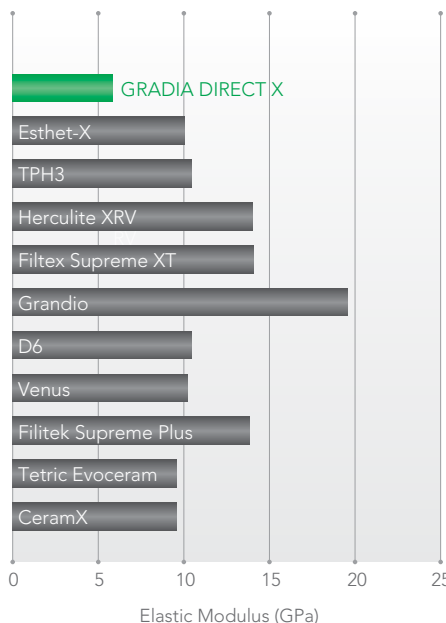 GRADIA DIRECT X
Esthet-X
TPH3
Herculite XRV
Filtex Supreme XT
Grandio
D6
Venus
Filitek Supreme Plus
Tetric Evoceram
CeramX
0 5 10 15 20 25
Elastic Modulus (GPa)